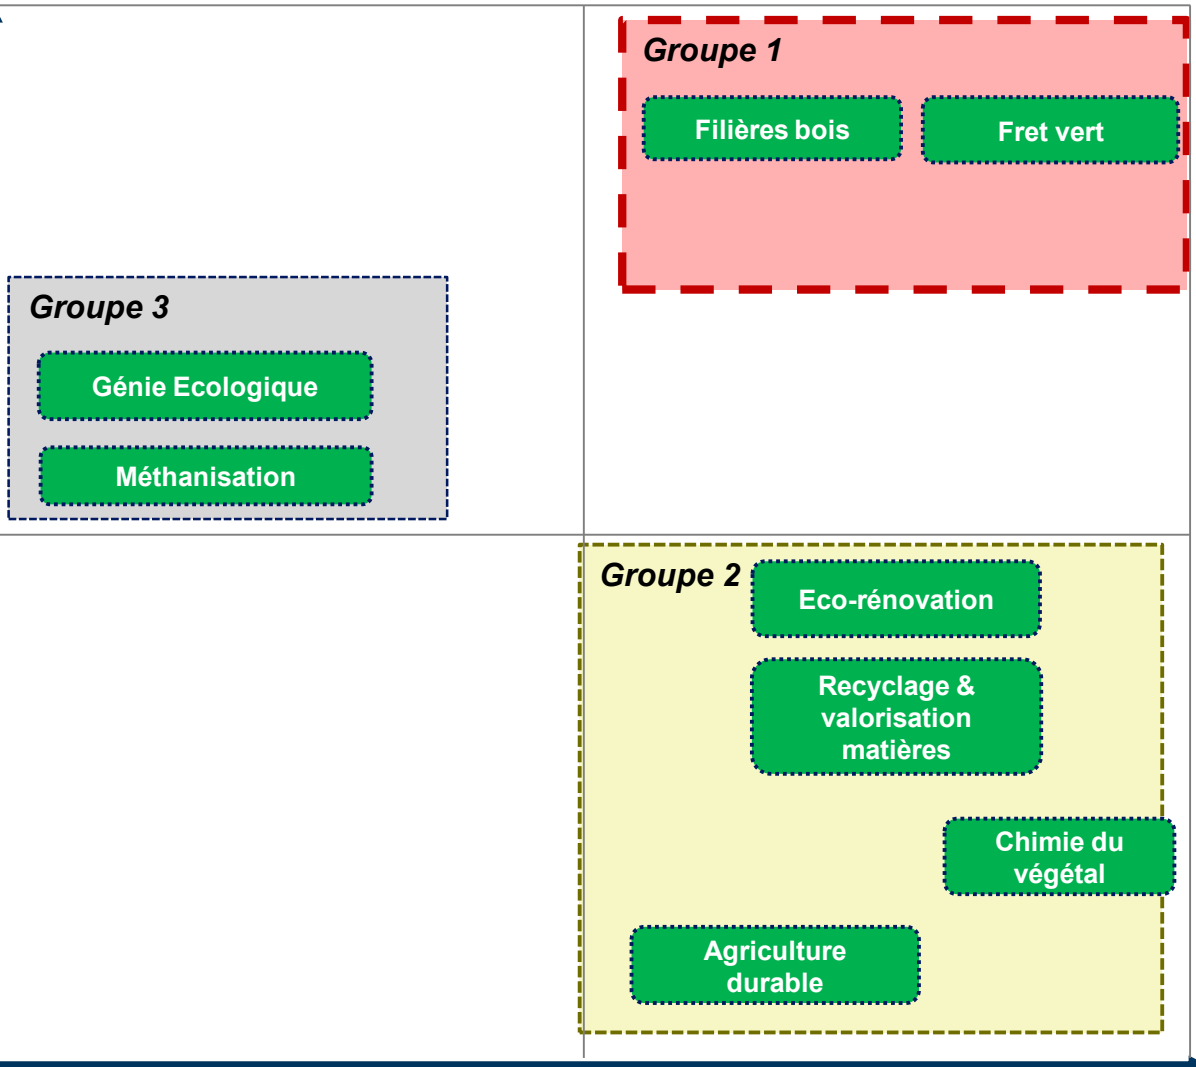 Groupe 1
Filières bois
Fret vert
Groupe 3
Génie Ecologique
Méthanisation
Groupe 2
Eco-rénovation
Recyclage &
valorisation
matières
Chimie du
végétal
Agriculture
durable